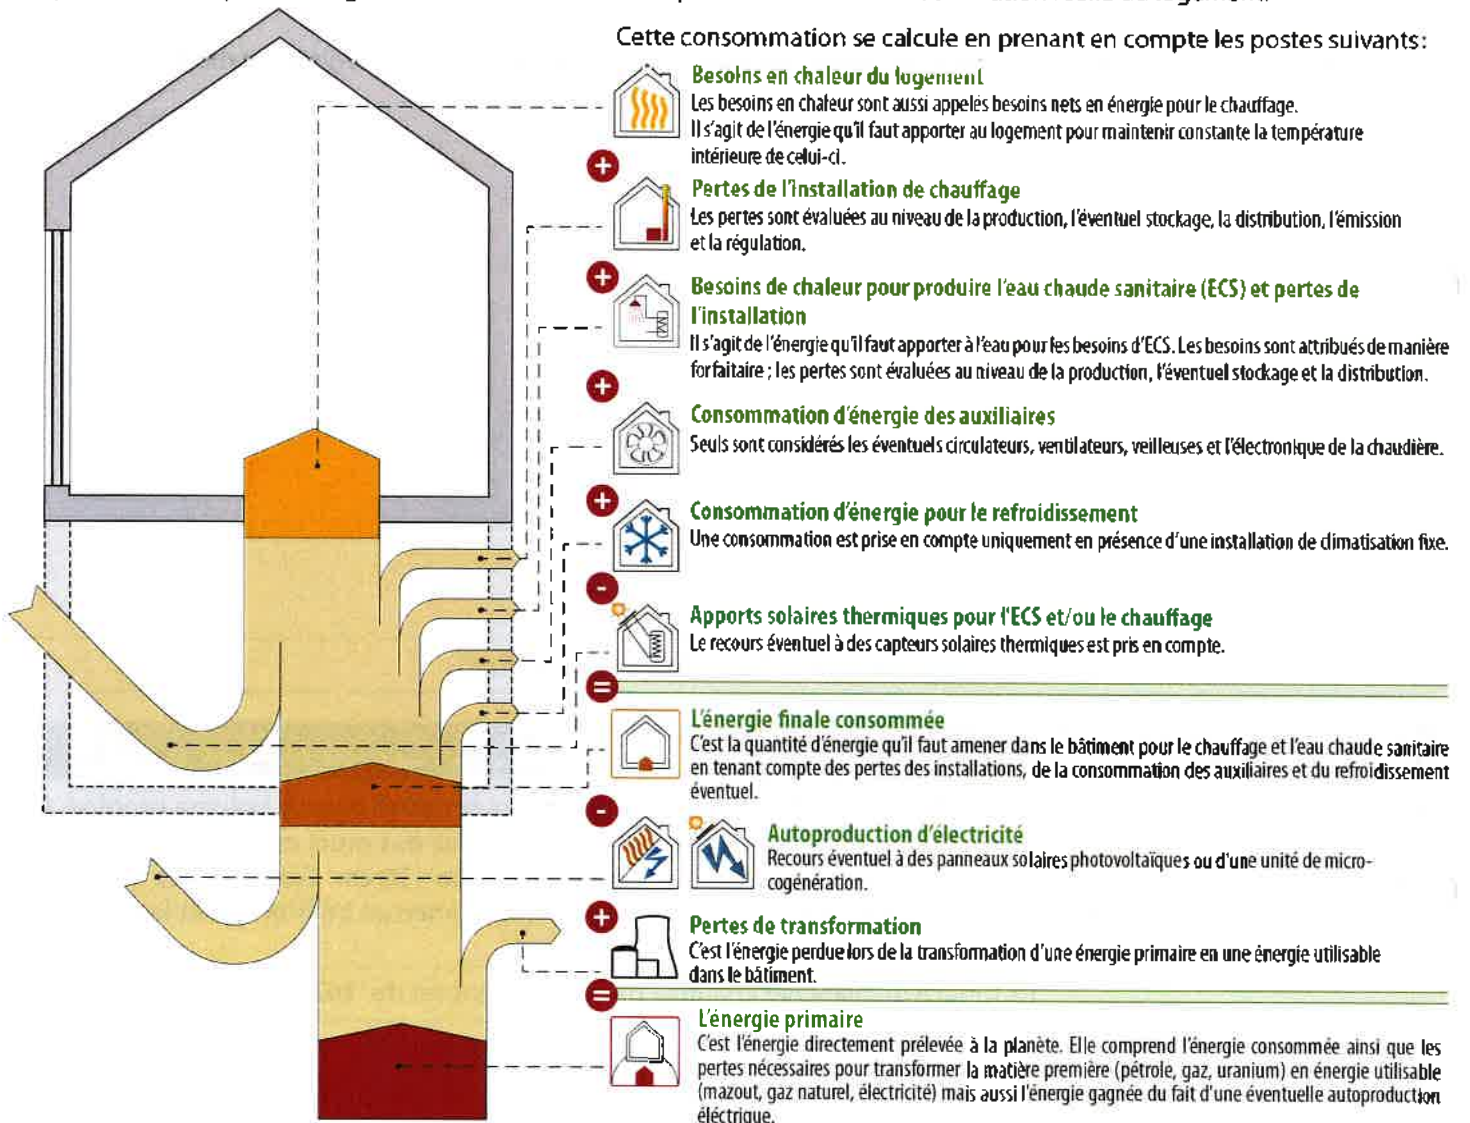 Cette consommation se calcule en prenant en compte les postes suivants:
Besoins en chaleur du logement
Les besoins en chaleur sont aussi appelés besoins nets en énergie pour le chauffage.
Il s'agit de l'énergie qu'il faut apporter au logement pour maintenir constante la température
intérieure de celui-ci.
+
Pertes de l'installation de chauffage
Les pertes sont évaluées au niveau de la production, l'éventuel stockage, la distribution, l'émission
et la régulation.
+
Besoins de chaleur pour produire l'eau chaude sanitaire (ECS) et pertes de
l'installation
Il s'agit de l'énergie qu'il faut apporter à l'eau pour les besoins d'ECS. Les besoins sont attribués de manière
forfaitaire ; les pertes sont évaluées au niveau de la production, l'éventuel stockage et la distribution.
+
Consommation d'énergie des auxiliaires
Seuls sont considérés les éventuels circulateurs, ventilateurs, veilleuses et l'électronique de la chaudière.
+
Consommation d'énergie pour le refroidissement
Une consommation est prise en compte uniquement en présence d'une installation de climatisation fixe.
-
Apports solaires thermiques pour l'ECS et/ou le chauffage
Le recours éventuel à des capteurs solaires thermiques est pris en compte.
=
L'énergie finale consommée
C'est la quantité d'énergie qu'il faut amener dans le bâtiment pour le chauffage et l'eau chaude sanitaire
en tenant compte des pertes des installations, de la consommation des auxiliaires et du refroidissement
éventuel.
-
Autoproduction d'électricité
Recours éventuel à des panneaux solaires photovoltaïques ou d'une unité de micro-
cogénération.
+
Pertes de transformation
C'est l'énergie perdue lors de la transformation d'une énergie primaire en une énergie utilisable
dans le bâtiment.
=
L'énergie primaire
C'est l'énergie directement prélevée à la planète. Elle comprend l'énergie consommée ainsi que les
pertes nécessaires pour transformer la matière première (pétrole, gaz, uranium) en énergie utilisable
(mazout, gaz naturel, électricité) mais aussi l'énergie gagnée du fait d'une éventuelle autoproduction
éléctrique.